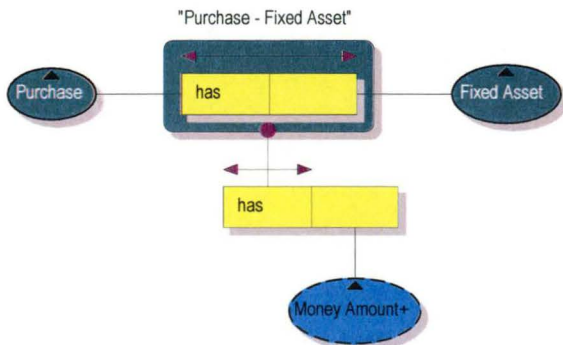 "Purchase - Fixed Asset"
Purchase
has
Fixed Asset
has
Money Amount+